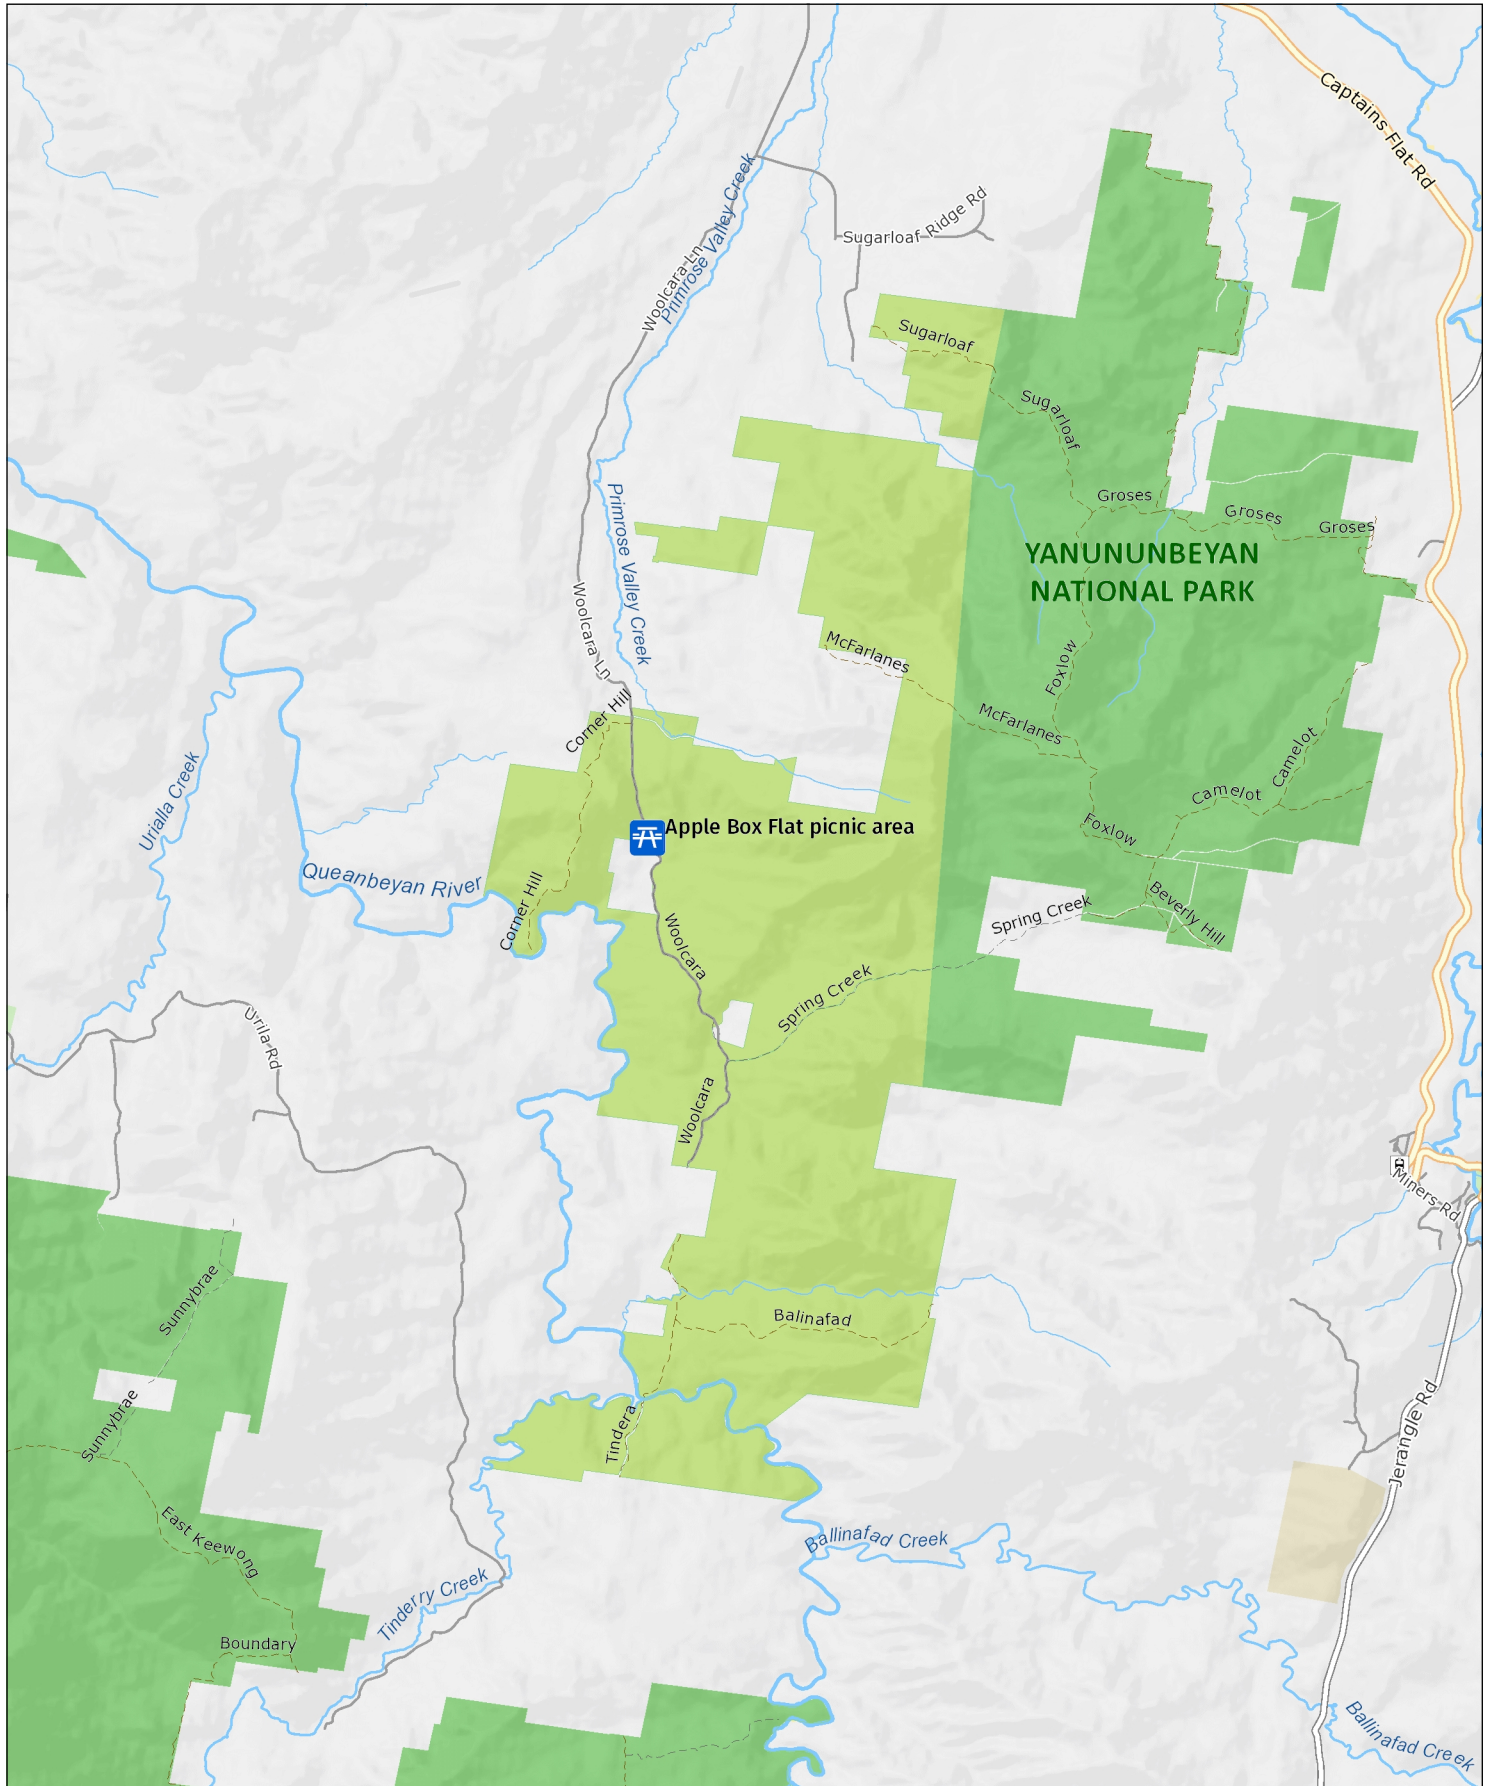 Captains Flat Rd
Primrose Valley Creek
Sugarloaf Ridge Rd
Woolcara Ln
Sugarloaf
Sugarloaf
Primrose Valley Creek
Groses
Groses
Groses
YANUNUNBEYAN
NATIONAL PARK
Woolcara Ln
McFarlanes
Foxlow
Corner Hill
McFarlanes
Camelot
Urialla Creek
Camelot
Apple Box Flat picnic area
Foxlow
Queanbeyan River
Corner Hill
Beverly Hill
Spring Creek
Woolcara
Spring Creek
Urila Rd
Woolcara
Miners Rd
Sunnybrae
Balinafad
Sunnybrae
Tindera
Jerangle Rd
East Keewong
Ballinafad Creek
Tinderry Creek
Boundary
Ballinafad Creek